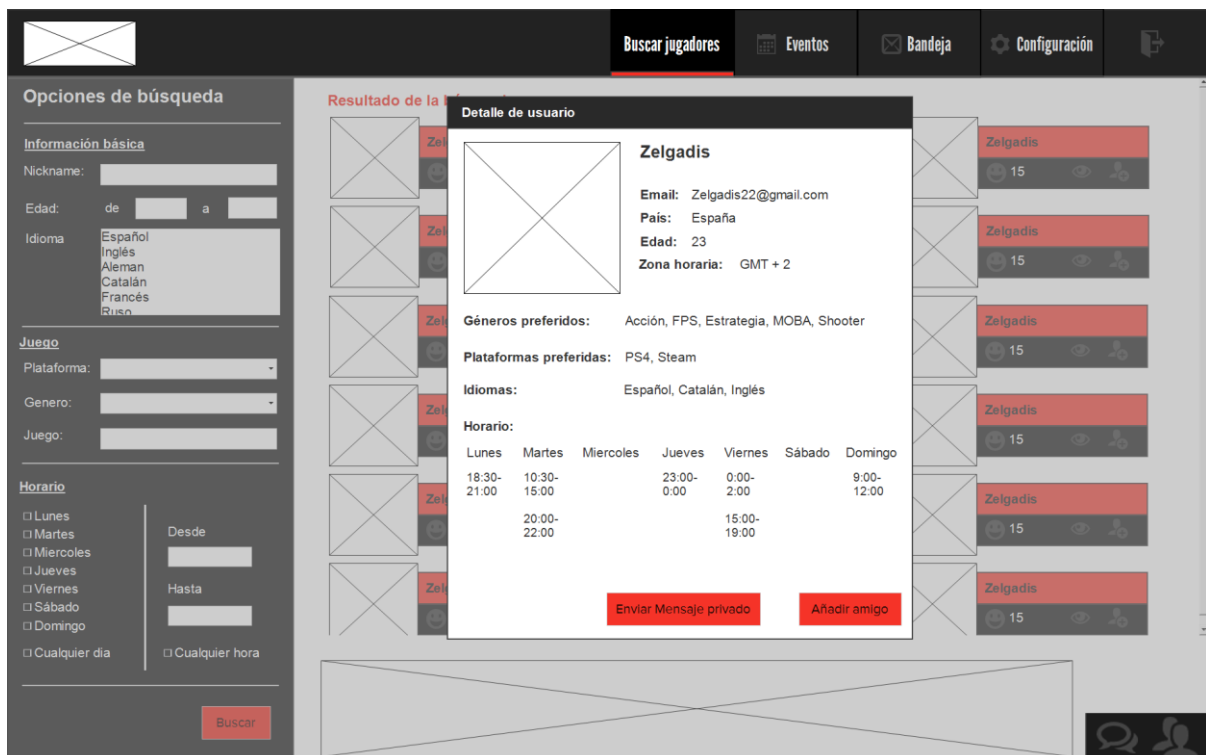 Buscar jugadores
Eventos
Bandeja
Configuración
Opciones de búsqueda
Información básica
Nickname:
Edad: de a
Idioma
Español
Inglés
Aleman
Catalán
Francés
Ruso
Juego
Plataforma:
Genero:
Juego:
Horario
Lunes
Martes
Miercoles
Jueves
Viernes
Sábado
Domingo
Cualquier dia
Desde
Hasta
Cualquier hora
Buscar
Resultado de la
Detalle de usuario
Zelgadis
Email: Zelgadis22@gmail.com
País: España
Edad: 23
Zona horaria: GMT + 2
Géneros preferidos: Acción, FPS, Estrategia, MOBA, Shooter
Plataformas preferidas: PS4, Steam
Idiomas: Español, Catalán, Inglés
Horario:
Lunes Martes Miercoles Jueves Viernes Sábado Domingo
18:30- 10:30- 23:00- 0:00- 9:00-
21:00 15:00 0:00 2:00 12:00
20:00- 15:00-
22:00 19:00
Enviar Mensaje privado
Añadir amigo
Zelgadis
15
Zelgadis
15
Zelgadis
15
Zelgadis
15
Zelgadis
15
Zelgadis
15